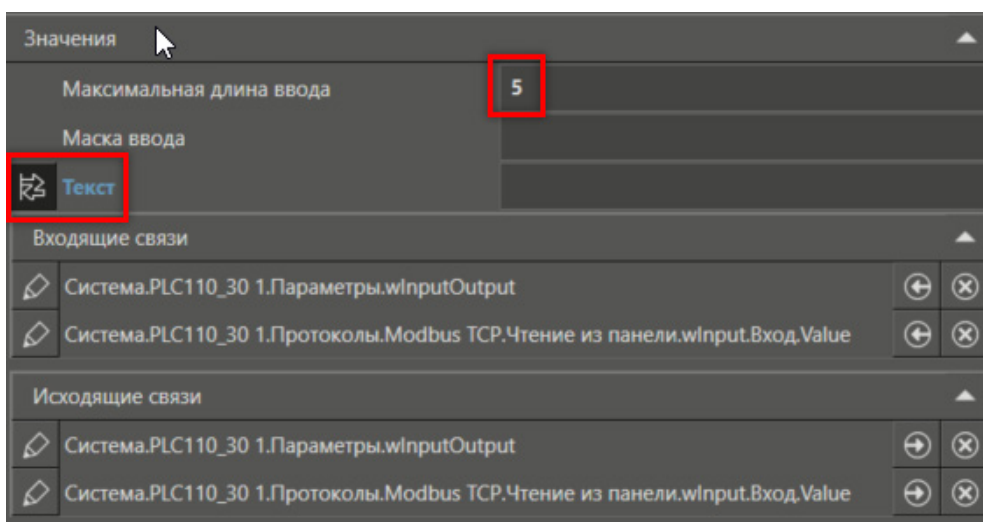 Значения
Максимальная длина ввода 5
Маска ввода
Текст
Входящие связи
Система.PLC110_30 1.Параметры.wInputOutput
Система.PLC110_30 1.Протоколы.Modbus TCP.Чтение из панели.wInput.Вход.Value
Исходящие связи
Система.PLC110_30 1.Параметры.wInputOutput
Система.PLC110_30 1.Протоколы.Modbus TCP.Чтение из панели.wInput.Вход.Value